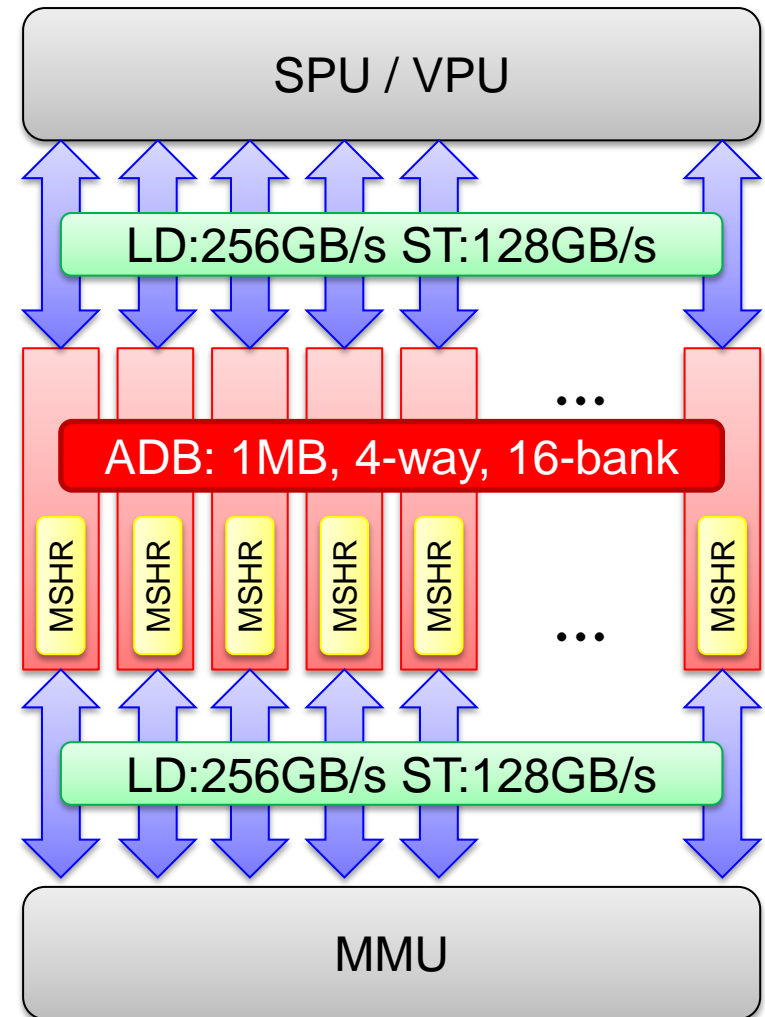 SPU / VPU
LD:256GB/s ST:128GB/s
...
ADB: 1MB, 4-way, 16-bank
MSHR
MSHR
MSHR
MSHR
MSHR
...
MSHR
LD:256GB/s ST:128GB/s
MMU